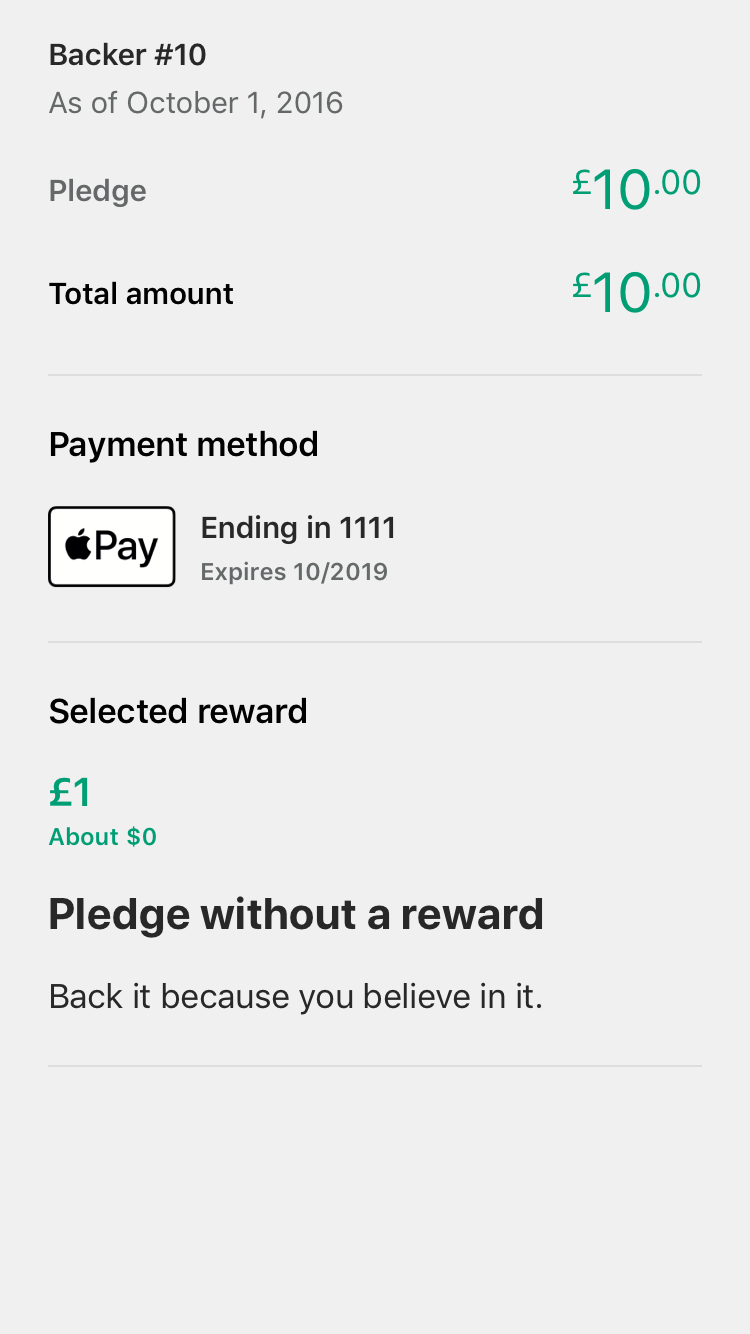 Backer #10
As of October 1, 2016
Pledge £10.00
Total amount £10.00
Payment method
Pay Ending in 1111
Expires 10/2019
Selected reward
£1
About $0
Pledge without a reward
Back it because you believe in it.